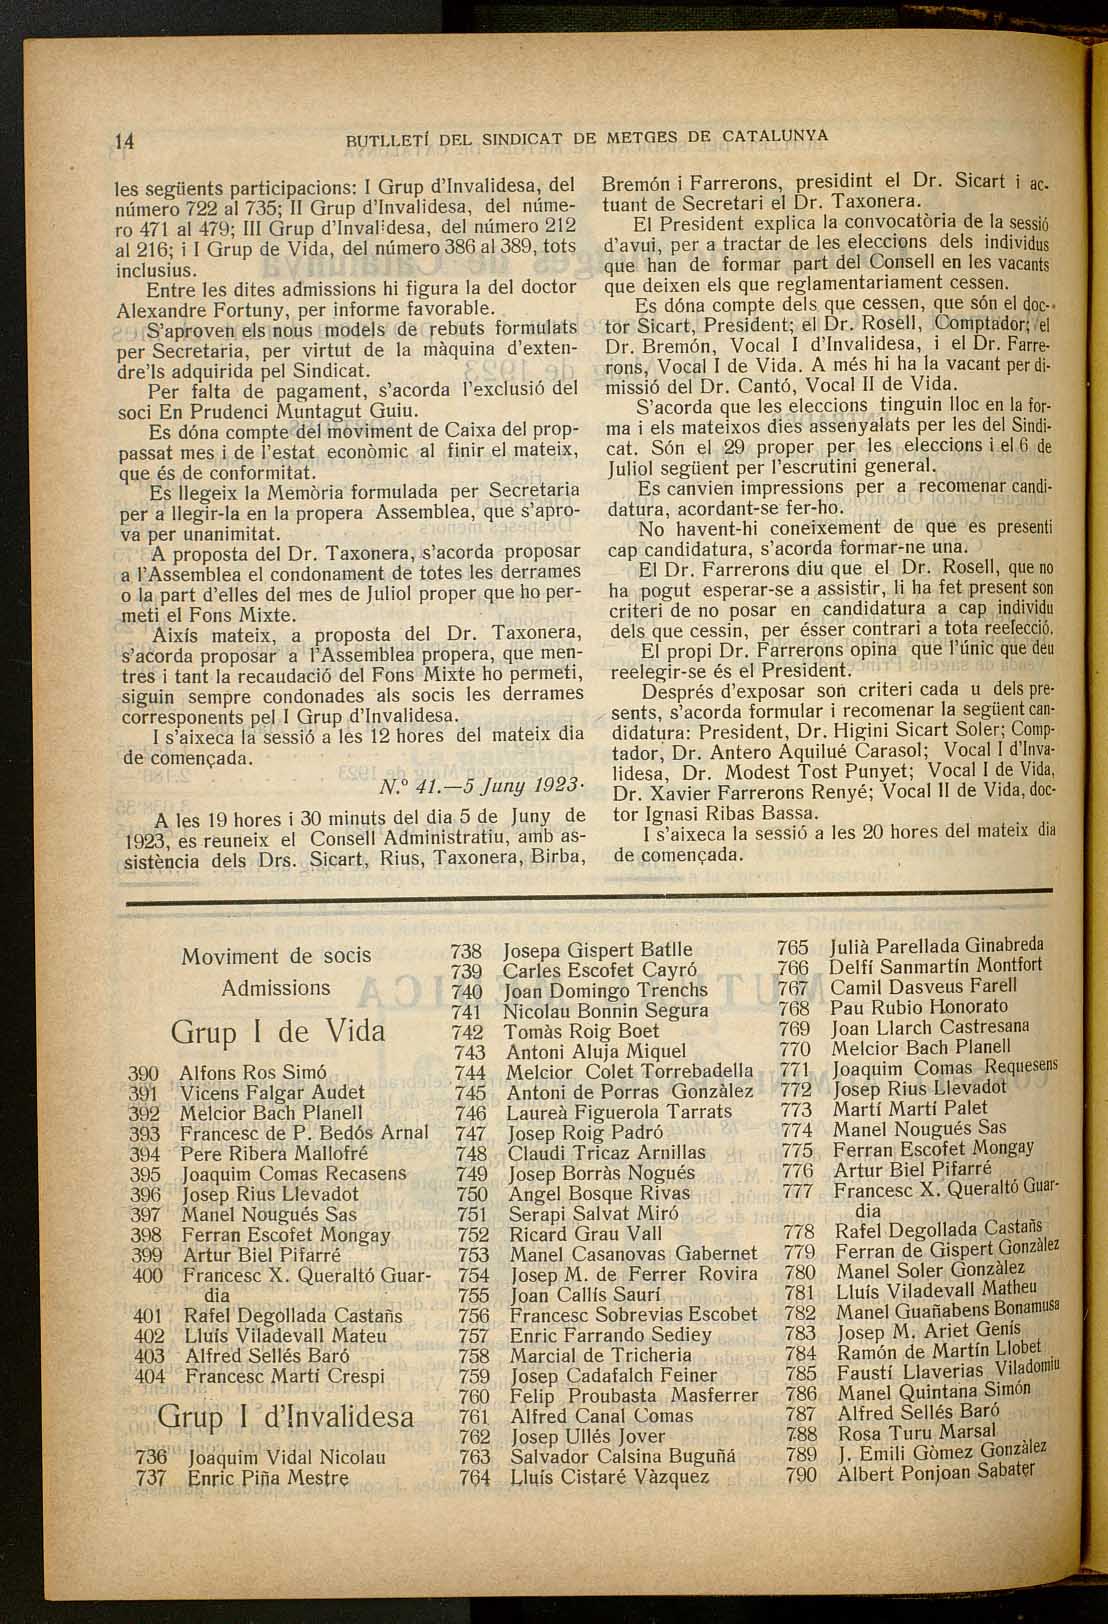 14
BUTLLETÍ DEL SINDICAT DE METGES DE CATALUNYA
les següents participacions: I Grup d'Invalidesa, del
número 722 al 735; II Grup d'Invalidesa, del núme-
ro 471 al 479; III Grup d'Invalidesa, del número 212
al 216; i I Grup de Vida, del número 386 al 389, tots
inclusius.
Entre les dites admissions hi figura la del doctor
Alexandre Fortuny, per informe favorable.
S'aproven els nous models de rebuts formulats
per Secretaria, per virtut de la màquina d'exten-
dre'ls adquirida pel Sindicat.
Per falta de pagament, s'acorda l'exclusió del
soci En Prudenci Muntagut Guiu.
Es dóna compte del moviment de Caixa del prop-
passat mes i de l'estat econòmic al finir el mateix,
que és de conformitat.
Es llegeix la Memòria formulada per Secretaria
per a llegir-la en la propera Assemblea, que s'apro-
va per unanimitat.
A proposta del Dr. Taxonera, s'acorda proposar
a l'Assemblea el condonament de totes les derrames
o la part d'elles del mes de Juliol proper que ho per-
meti el Fons Mixte.
Aixís mateix, a proposta del Dr. Taxonera,
s'acorda proposar a l'Assemblea propera, que men-
tres i tant la recaudació del Fons Mixte ho permeti,
siguin sempre condonades als socis les derrames
corresponents pel I Grup d'Invalidesa.
I s'aixeca la sessió a les 12 hores del mateix dia
de començada.
N.º 41.—5 Juny 1923.
A les 19 hores i 30 minuts del dia 5 de Juny de
1923, es reuneix el Consell Administratiu, amb as-
sistència dels Drs. Sicart, Rius, Taxonera, Birba,
Bremón i Farrerons, presidint el Dr. Sicart i ac-
tuant de Secretari el Dr. Taxonera.
El President explica la convocatòria de la sessió
d'avui, per a tractar de les eleccions dels individus
que han de formar part del Consell en les vacants
que deixen els que reglamentariament cessen.
Es dóna compte dels que cessen, que són el doc-
tor Sicart, President; el Dr. Rosell, Comptador; el
Dr. Bremón, Vocal I d'Invalidesa, i el Dr. Farre-
rons, Vocal I de Vida. A més hi ha la vacant per di-
missió del Dr. Cantó, Vocal II de Vida.
S'acorda que les eleccions tinguin lloc en la for-
ma i els mateixos dies assenyalats per les del Sindi-
cat. Són el 29 proper per les eleccions i el 6 de
Juliol següent per l'escrutini general.
Es canvien impressions per a recomenar candi-
datura, acordant-se fer-ho.
No havent-hi coneixement de que es presenti
cap candidatura, s'acorda formar-ne una.
El Dr. Farrerons diu que el Dr. Rosell, que no
ha pogut esperar-se a assistir, li ha fet present son
criteri de no posar en candidatura a cap individu
dels que cessin, per ésser contrari a tota reelecció.
El propi Dr. Farrerons opina que l'únic que deu
reelegir-se és el President.
Després d'exposar son criteri cada u dels pre-
sents, s'acorda formular i recomenar la següent can-
didatura: President, Dr. Higini Sicart Soler; Comp-
tador, Dr. Antero Aquilué Carasol; Vocal I d'Inva-
lidesa, Dr. Modest Tost Punyet; Vocal I de Vida,
Dr. Xavier Farrerons Renyé; Vocal II de Vida, doc-
tor Ignasi Ribas Bassa.
I s'aixeca la sessió a les 20 hores del mateix dia
de començada.
Moviment de socis
Admissions
Grup I de Vida
390 Alfons Ros Simó
391 Vicens Falgar Audet
392 Melcior Bach Planell
393 Francesc de P. Bedós Arnal
394 Pere Ribera Mallofré
395 Joaquim Comas Recasens
396 Josep Rius Llevadot
397 Manel Nougués Sas
398 Ferran Escofet Mongay
399 Artur Biel Pifarré
400 Francesc X. Queraltó Guar-
dia
401 Rafel Degollada Castañs
402 Lluís Viladevall Mateu
403 Alfred Sellés Baró
404 Francesc Martí Crespi
Grup I d'Invalidesa
736 Joaquim Vidal Nicolau
737 Enric Piña Mestre
738 Josepa Gispert Batlle
739 Carles Escofet Cayró
740 Joan Domingo Trenchs
741 Nicolau Bonnin Segura
742 Tomàs Roig Boet
743 Antoni Aluja Miquel
744 Melcior Colet Torrebadella
745 Antoni de Porras Gonzàlez
746 Laureà Figuerola Tarrats
747 Josep Roig Padró
748 Claudi Tricaz Arnillas
749 Josep Borràs Nogués
750 Angel Bosque Rivas
751 Serapi Salvat Miró
752 Ricard Grau Vall
753 Manel Casanovas Gabernet
754 Josep M. de Ferrer Rovira
755 Joan Callís Saurí
756 Francesc Sobrevias Escobet
757 Enric Farrando Sediey
758 Marcial de Tricheria
759 Josep Cadafalch Feiner
760 Felip Proubasta Masferrer
761 Alfred Canal Comas
762 Josep Ullés Jover
763 Salvador Calsina Buguñá
764 Lluís Cistaré Vàzquez
765 Julià Parellada Ginabreda
766 Delfí Sanmartín Montfort
767 Camil Dasveus Farell
768 Pau Rubio Honorato
769 Joan Llarch Castresana
770 Melcior Bach Planell
771 Joaquim Comas Requesens
772 Josep Rius Llevadot
773 Martí Martí Palet
774 Manel Nougués Sas
775 Ferran Escofet Mongay
776 Artur Biel Pifarré
777 Francesc X. Queraltó Guar-
dia
778 Rafel Degollada Castañs
779 Ferran de Gispert Gonzàlez
780 Manel Soler Gonzàlez
781 Lluís Viladevall Matheu
782 Manel Guañabens Bonamusa
783 Josep M. Ariet Genís
784 Ramón de Martín Llobet
785 Faustí Llaverias Viladomiu
786 Manel Quintana Simón
787 Alfred Sellés Baró
788 Rosa Turu Marsal
789 J. Emili Gòmez Gonzàlez
790 Albert Ponjoan Sabater